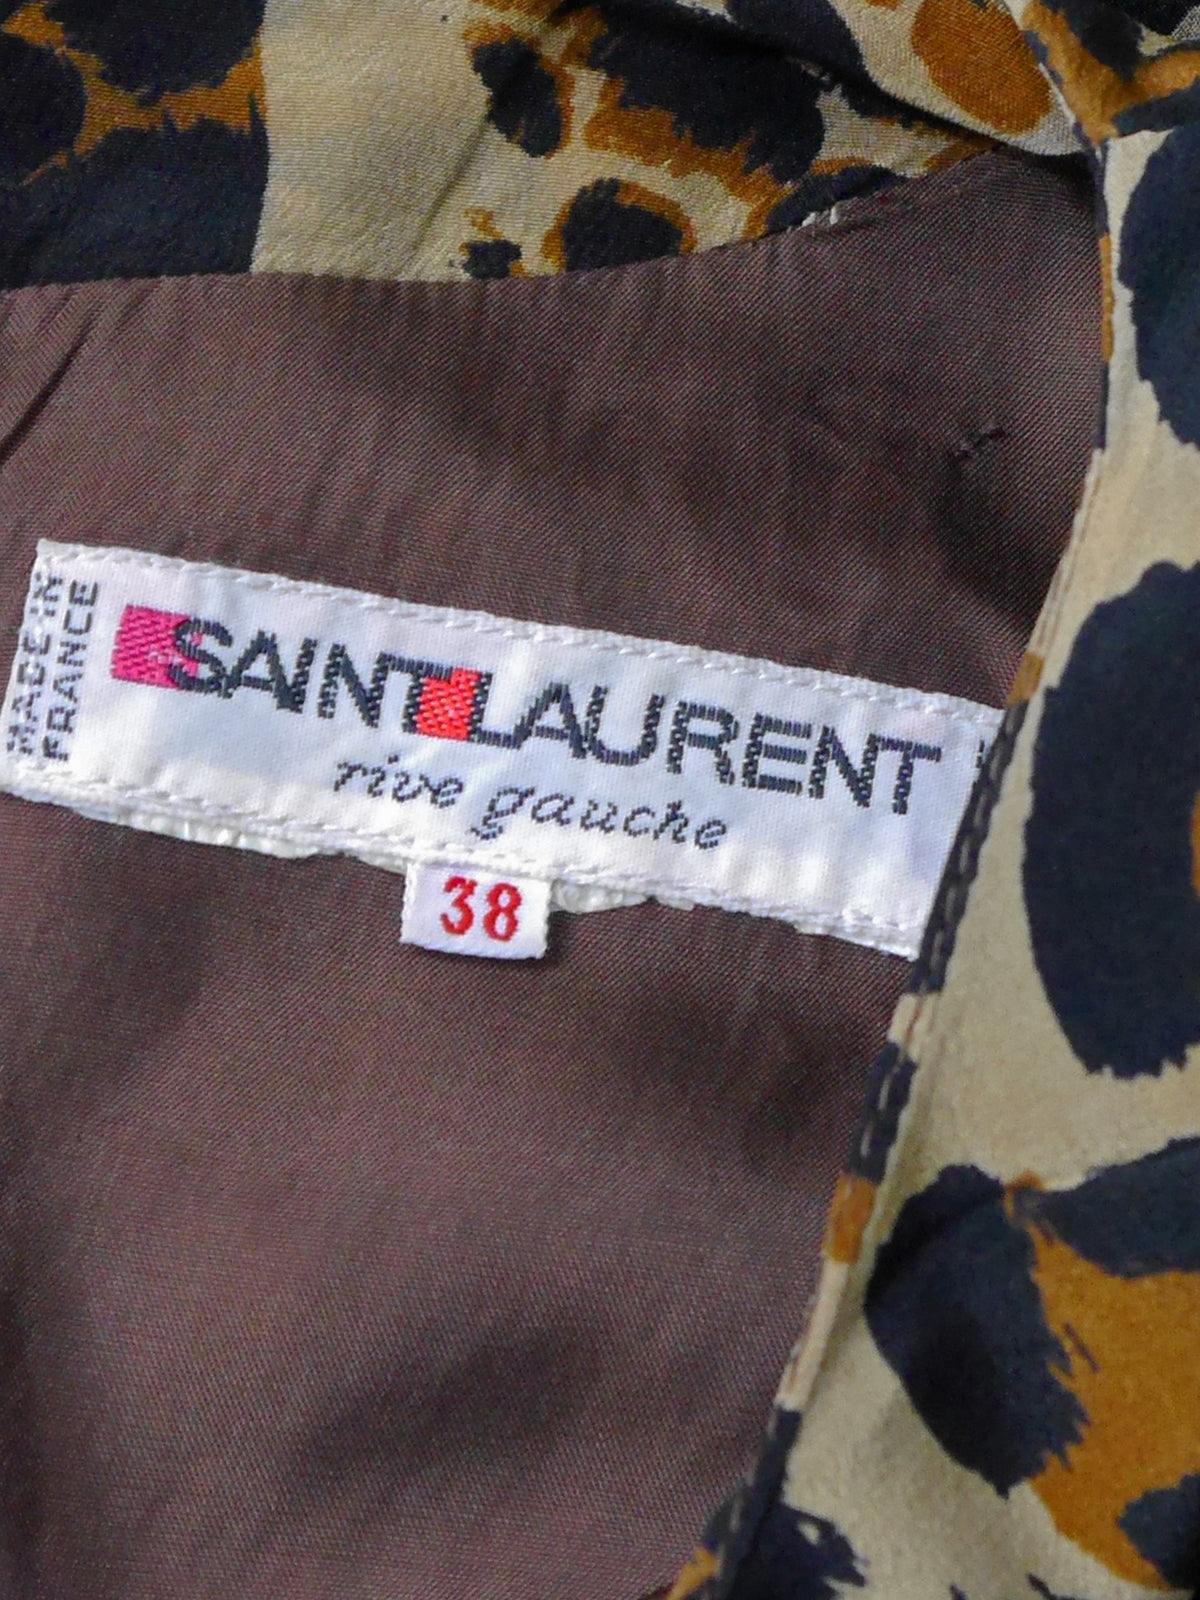 MADE IN
FRANCE
SAINT LAURENT
rive gauche
38